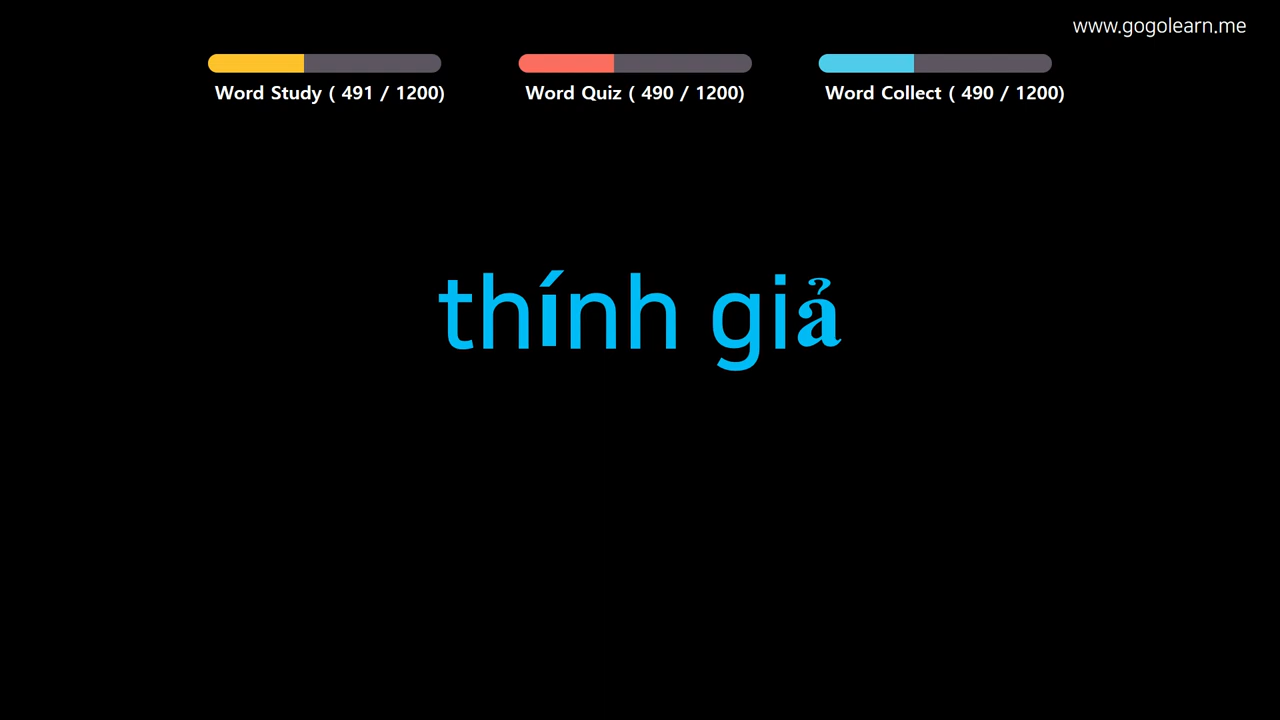 www.gogolearn.me
Word Study ( 491 / 1200)
Word Quiz ( 490 / 1200)
Word Collect ( 490 / 1200)
thính giả